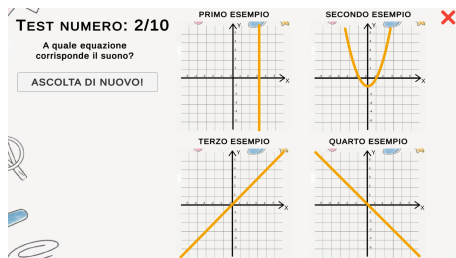 TEST NUMERO: 2/10
A quale equazione
corrisponde il suono?
ASCOLTA DI NUOVO!
PRIMO ESEMPIO
Y
X
SECONDO ESEMPIO
Y
X
TERZO ESEMPIO
Y
X
QUARTO ESEMPIO
Y
X